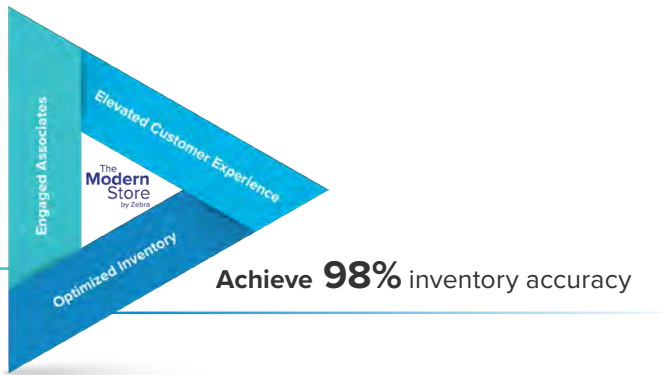 Engaged Associates
Elevated Customer Experience
The
Modern
Store
by Zebra
Optimized Inventory
Achieve 98% inventory accuracy